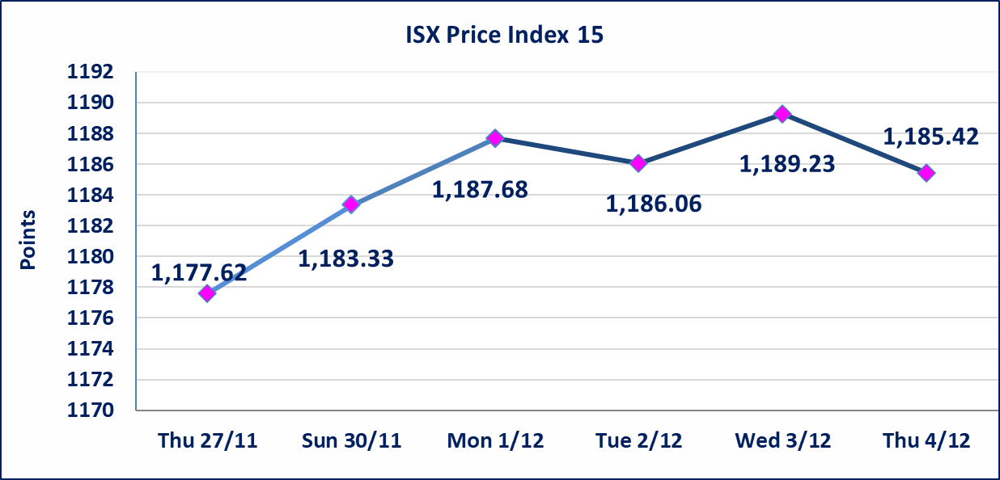 ISX Price Index 15
1192
1190
1188
1186
1184
1182
1180
1178
1176
1174
1172
1170
Points
1,177.62
1,183.33
1,187.68
1,186.06
1,189.23
1,185.42
Thu 27/11
Sun 30/11
Mon 1/12
Tue 2/12
Wed 3/12
Thu 4/12